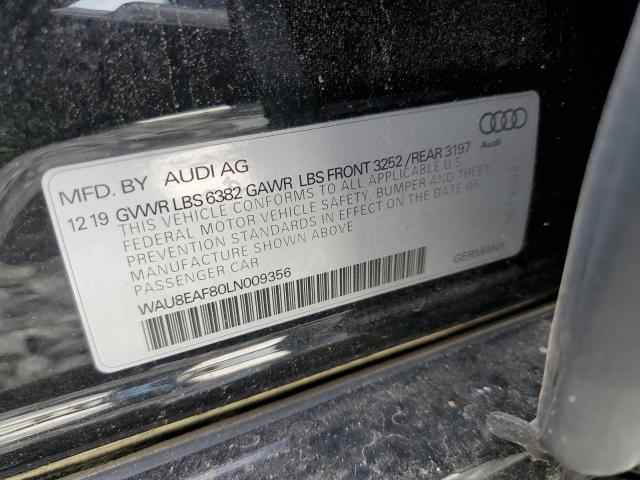 Audi
MFD. BY AUDI AG
12 19 GVWR LBS 6382 GAWR LBS FRONT 3252 /REAR 3197
THIS VEHICLE CONFORMS TO ALL APPLICABLE U S
FEDERAL MOTOR VEHICLE SAFETY, BUMPER AND THEFT
PREVENTION STANDARDS IN EFFECT ON THE DATE OF
MANUFACTURE SHOWN ABOVE
PASSENGER CAR
GERMANY
WAU8EAF80LN009356